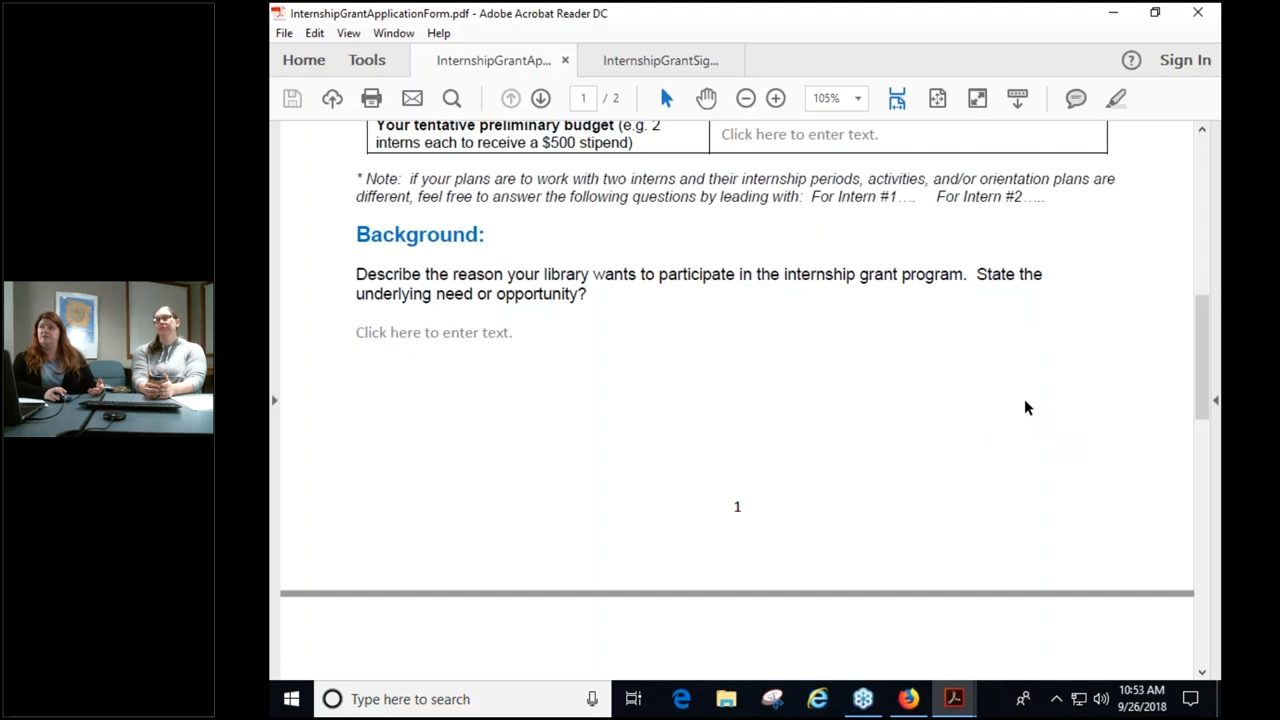 InternshipGrantApplicationForm.pdf - Adobe Acrobat Reader DC
File Edit View Window Help
Home Tools InternshipGrantAp... × InternshipGrantSig... Sign In
1 / 2 105%
Your tentative preliminary budget (e.g. 2
interns each to receive a $500 stipend)
Click here to enter text.
* Note: if your plans are to work with two interns and their internship periods, activities, and/or orientation plans are
different, feel free to answer the following questions by leading with: For Intern #1.... For Intern #2.....
Background:
Describe the reason your library wants to participate in the internship grant program. State the
underlying need or opportunity?
Click here to enter text.
1
Type here to search
10:53 AM
9/26/2018